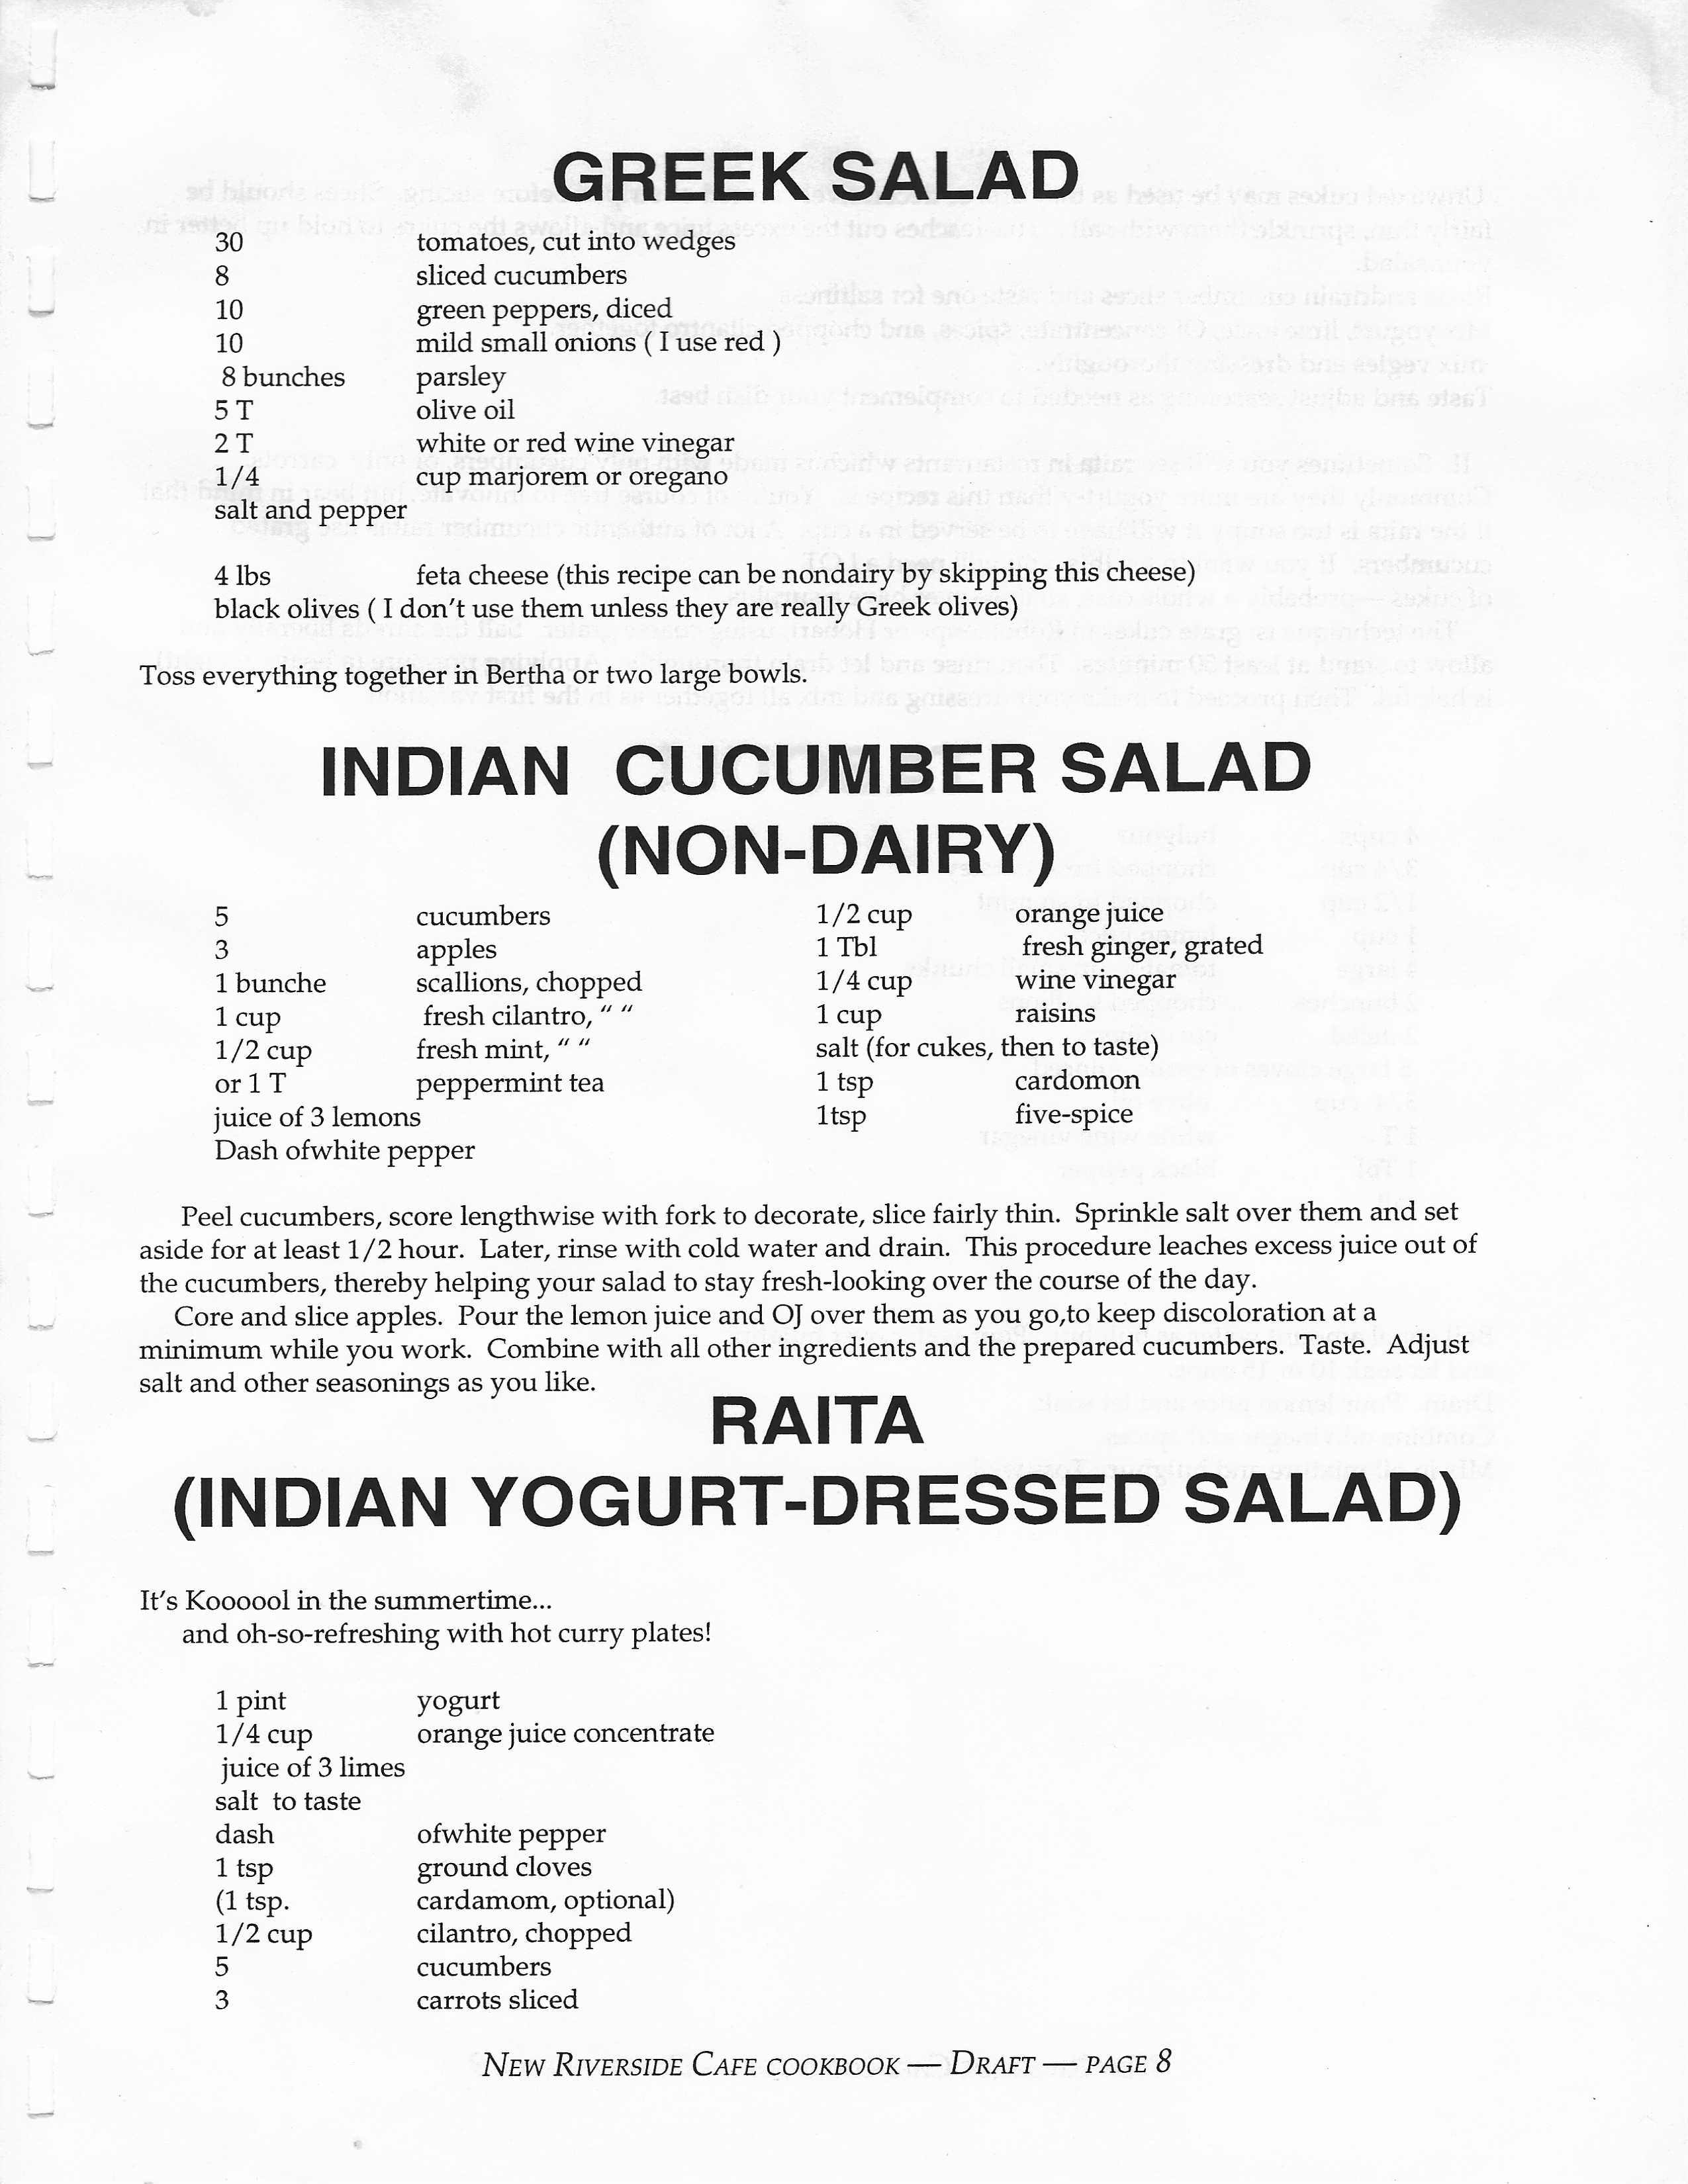 GREEK SALAD
30 tomatoes, cut into wedges
8 sliced cucumbers
10 green peppers, diced
10 mild small onions ( I use red )
8 bunches parsley
5 T olive oil
2 T white or red wine vinegar
1/4 cup marjorem or oregano
salt and pepper
4 lbs feta cheese (this recipe can be nondairy by skipping this cheese)
black olives ( I don't use them unless they are really Greek olives)
Toss everything together in Bertha or two large bowls.
INDIAN CUCUMBER SALAD
(NON-DAIRY)
5 cucumbers
3 apples
1 bunche scallions, chopped
1 cup fresh cilantro, “ “
1/2 cup fresh mint, “ “
or 1 T peppermint tea
juice of 3 lemons
Dash ofwhite pepper
1/2 cup orange juice
1 Tbl fresh ginger, grated
1/4 cup wine vinegar
1 cup raisins
salt (for cukes, then to taste)
1 tsp cardomon
1tsp five-spice
Peel cucumbers, score lengthwise with fork to decorate, slice fairly thin. Sprinkle salt over them and set
aside for at least 1/2 hour. Later, rinse with cold water and drain. This procedure leaches excess juice out of
the cucumbers, thereby helping your salad to stay fresh-looking over the course of the day.
Core and slice apples. Pour the lemon juice and OJ over them as you go,to keep discoloration at a
minimum while you work. Combine with all other ingredients and the prepared cucumbers. Taste. Adjust
salt and other seasonings as you like.
RAITA
(INDIAN YOGURT-DRESSED SALAD)
It's Koooool in the summertime...
and oh-so-refreshing with hot curry plates!
1 pint yogurt
1/4 cup orange juice concentrate
juice of 3 limes
salt to taste
dash ofwhite pepper
1 tsp ground cloves
(1 tsp. cardamom, optional)
1/2 cup cilantro, chopped
5 cucumbers
3 carrots sliced
NEW RIVERSIDE CAFE COOKBOOK — DRAFT — PAGE 8